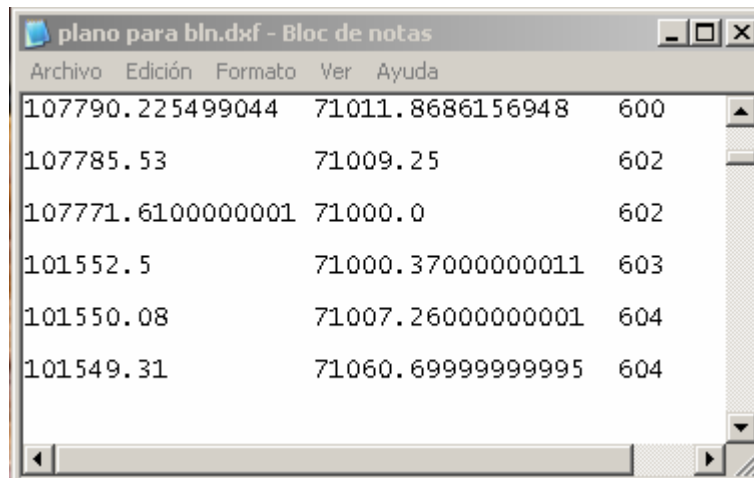 plano para bln.dxf - Bloc de notas
Archivo Edición Formato Ver Ayuda
107790.225499044 71011.8686156948 600
107785.53 71009.25 602
107771.6100000001 71000.0 602
101552.5 71000.37000000011 603
101550.08 71007.26000000001 604
101549.31 71060.69999999995 604